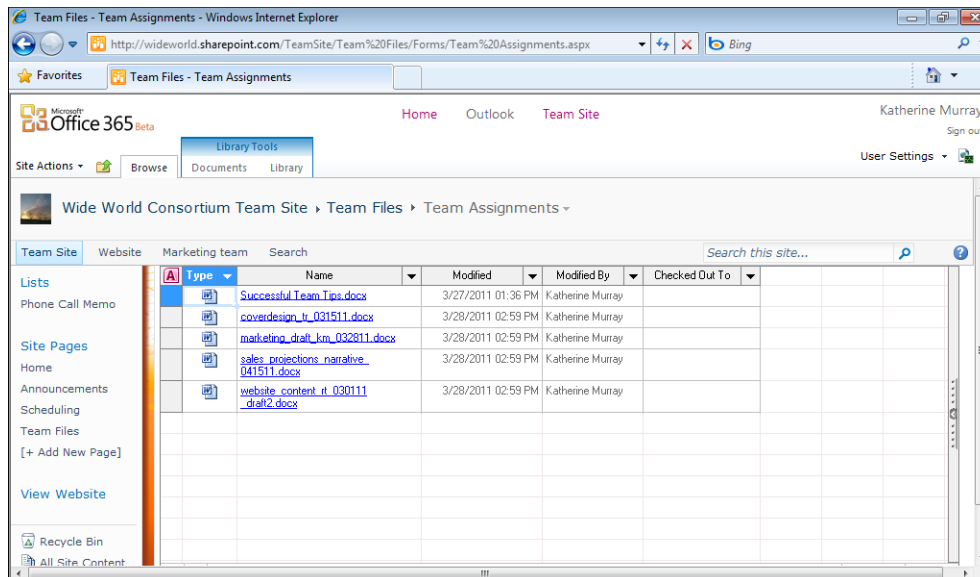 Team Files - Team Assignments - Windows Internet Explorer
http://wideworld.sharepoint.com/TeamSite/Team%20Files/Forms/Team%20Assignments.aspx
Bing
Favorites
Team Files - Team Assignments
Microsoft
Office 365 Beta
Home Outlook Team Site
Katherine Murray
Sign ou
Library Tools
Site Actions Browse Documents Library
User Settings
Wide World Consortium Team Site Team Files Team Assignments
Team Site Website Marketing team Search
Search this site...
Lists
Phone Call Memo
Site Pages
Home
Announcements
Scheduling
Team Files
[+ Add New Page]
View Website
Recycle Bin
All Site Content
A Type Name Modified Modified By Checked Out To
Successful Team Tips.docx 3/27/2011 01:36 PM Katherine Murray
coverdesign_tr_031511.docx 3/28/2011 02:59 PM Katherine Murray
marketing_draft_km_032811.docx 3/28/2011 02:59 PM Katherine Murray
sales_projections_narrative_ 3/28/2011 02:59 PM Katherine Murray
041511.docx
website_content_rt_030111 3/28/2011 02:59 PM Katherine Murray
_draft2.docx